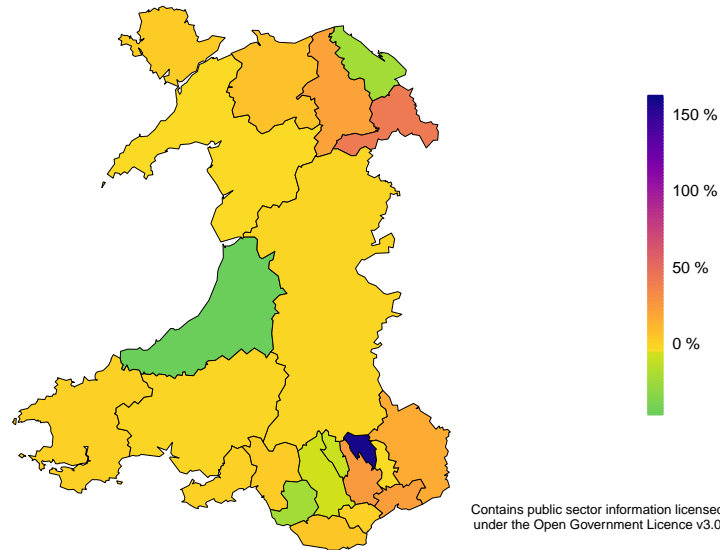 150 %
100 %
50 %
0 %
Contains public sector information licensed
under the Open Government Licence v3.0